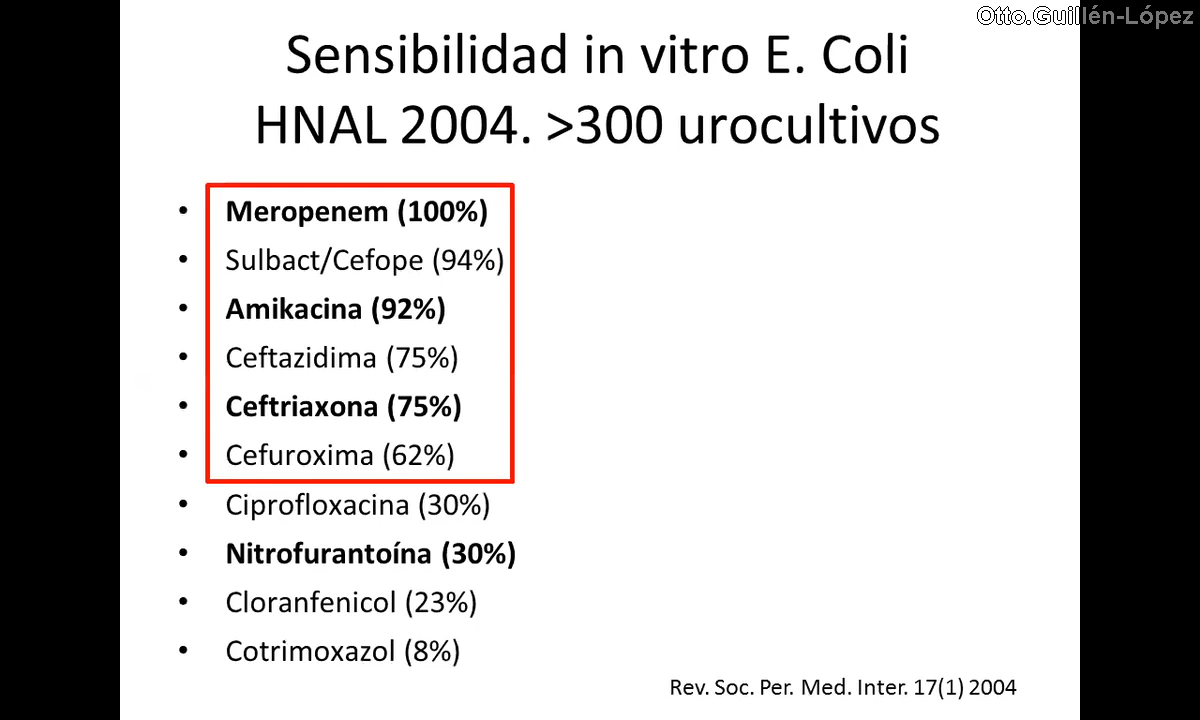 Otto.Guillén-López
Sensibilidad in vitro E. Coli
HNAL 2004. >300 urocultivos
• Meropenem (100%)
• Sulbact/Cefope (94%)
• Amikacina (92%)
• Ceftazidima (75%)
• Ceftriaxona (75%)
• Cefuroxima (62%)
• Ciprofloxacina (30%)
• Nitrofurantoína (30%)
• Cloranfenicol (23%)
• Cotrimoxazol (8%)
Rev. Soc. Per. Med. Inter. 17(1) 2004